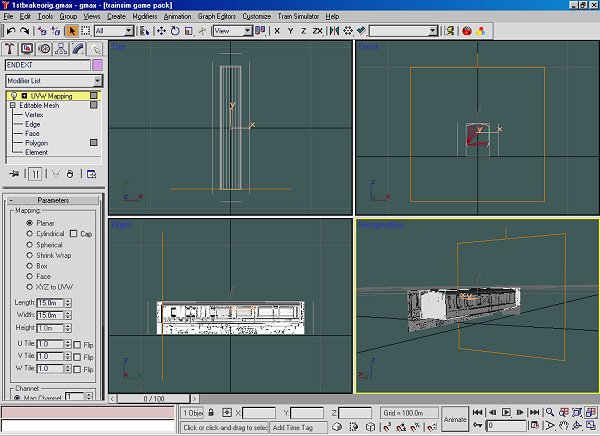 1stbrakeorig.gmax - gmax - [trainsim game pack]
File Edit Tools Group Views Create Modifiers Animation Graph Editors Customize Train Simulator Help
All View X Y Z ZX
ENDEXT
Modifier List
UVW Mapping
Editable Mesh
Vertex
Edge
Face
Polygon
Element
Parameters
Mapping:
Planar
Cylindrical Cap
Spherical
Shrink Wrap
Box
Face
XYZ to UVW
Length: 15.0m
Width: 15.0m
Height: 1.0m
U Tile: 1.0 Flip
V Tile: 1.0 Flip
W Tile: 1.0 Flip
Channel:
Map Channel: 1
Top
y
x
y
x
Front
y
x
z
x
Right
z
Perspective
z
x
0 / 100
1 Objec X: Y: Z: Grid = 100.0m
Click or click-and-drag to selec Add Time Tag
Animate
0